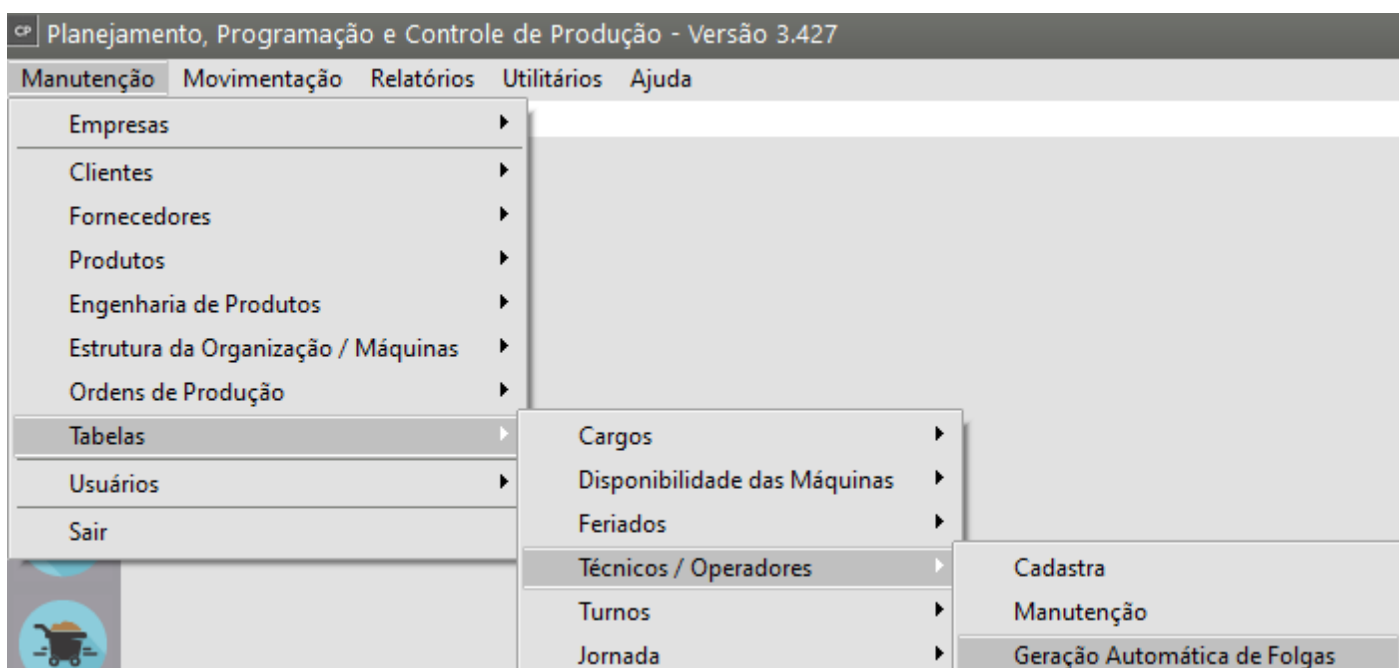 CP Planejamento, Programação e Controle de Produção - Versão 3.427
Manutenção Movimentação Relatórios Utilitários Ajuda
Empresas
Clientes
Fornecedores
Produtos
Engenharia de Produtos
Estrutura da Organização / Máquinas
Ordens de Produção
Tabelas
Usuários
Sair
Cargos
Disponibilidade das Máquinas
Feriados
Técnicos / Operadores
Turnos
Jornada
Cadastra
Manutenção
Geração Automática de Folgas